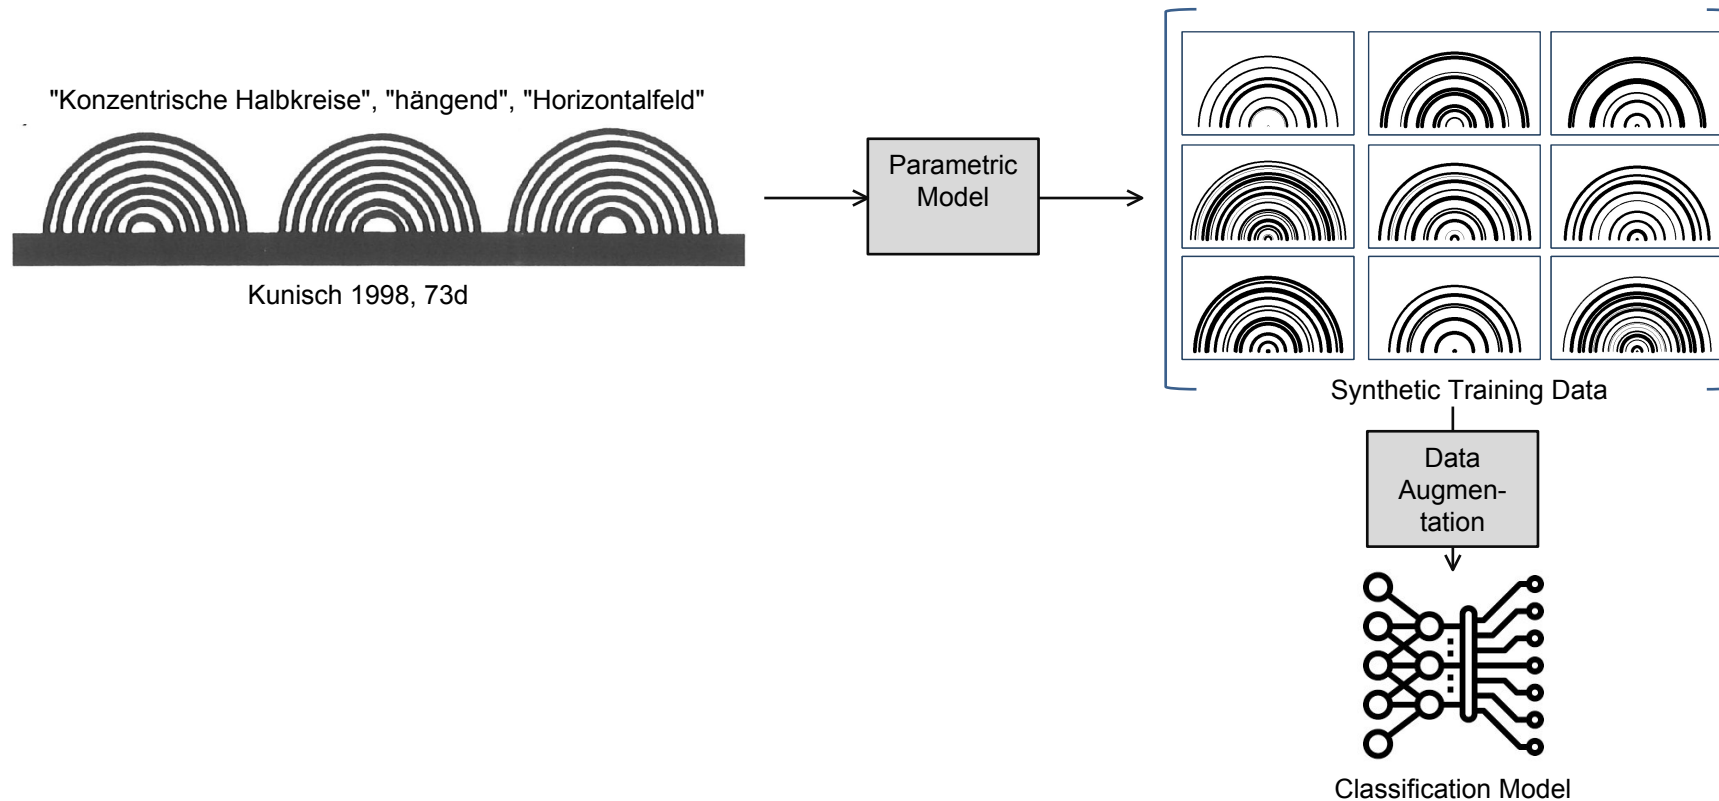 "Konzentrische Halbkreise", "hängend", "Horizontalfeld"
Kunisch 1998, 73d
Parametric
Model
Synthetic Training Data
Data
Augmen-
tation
Classification Model